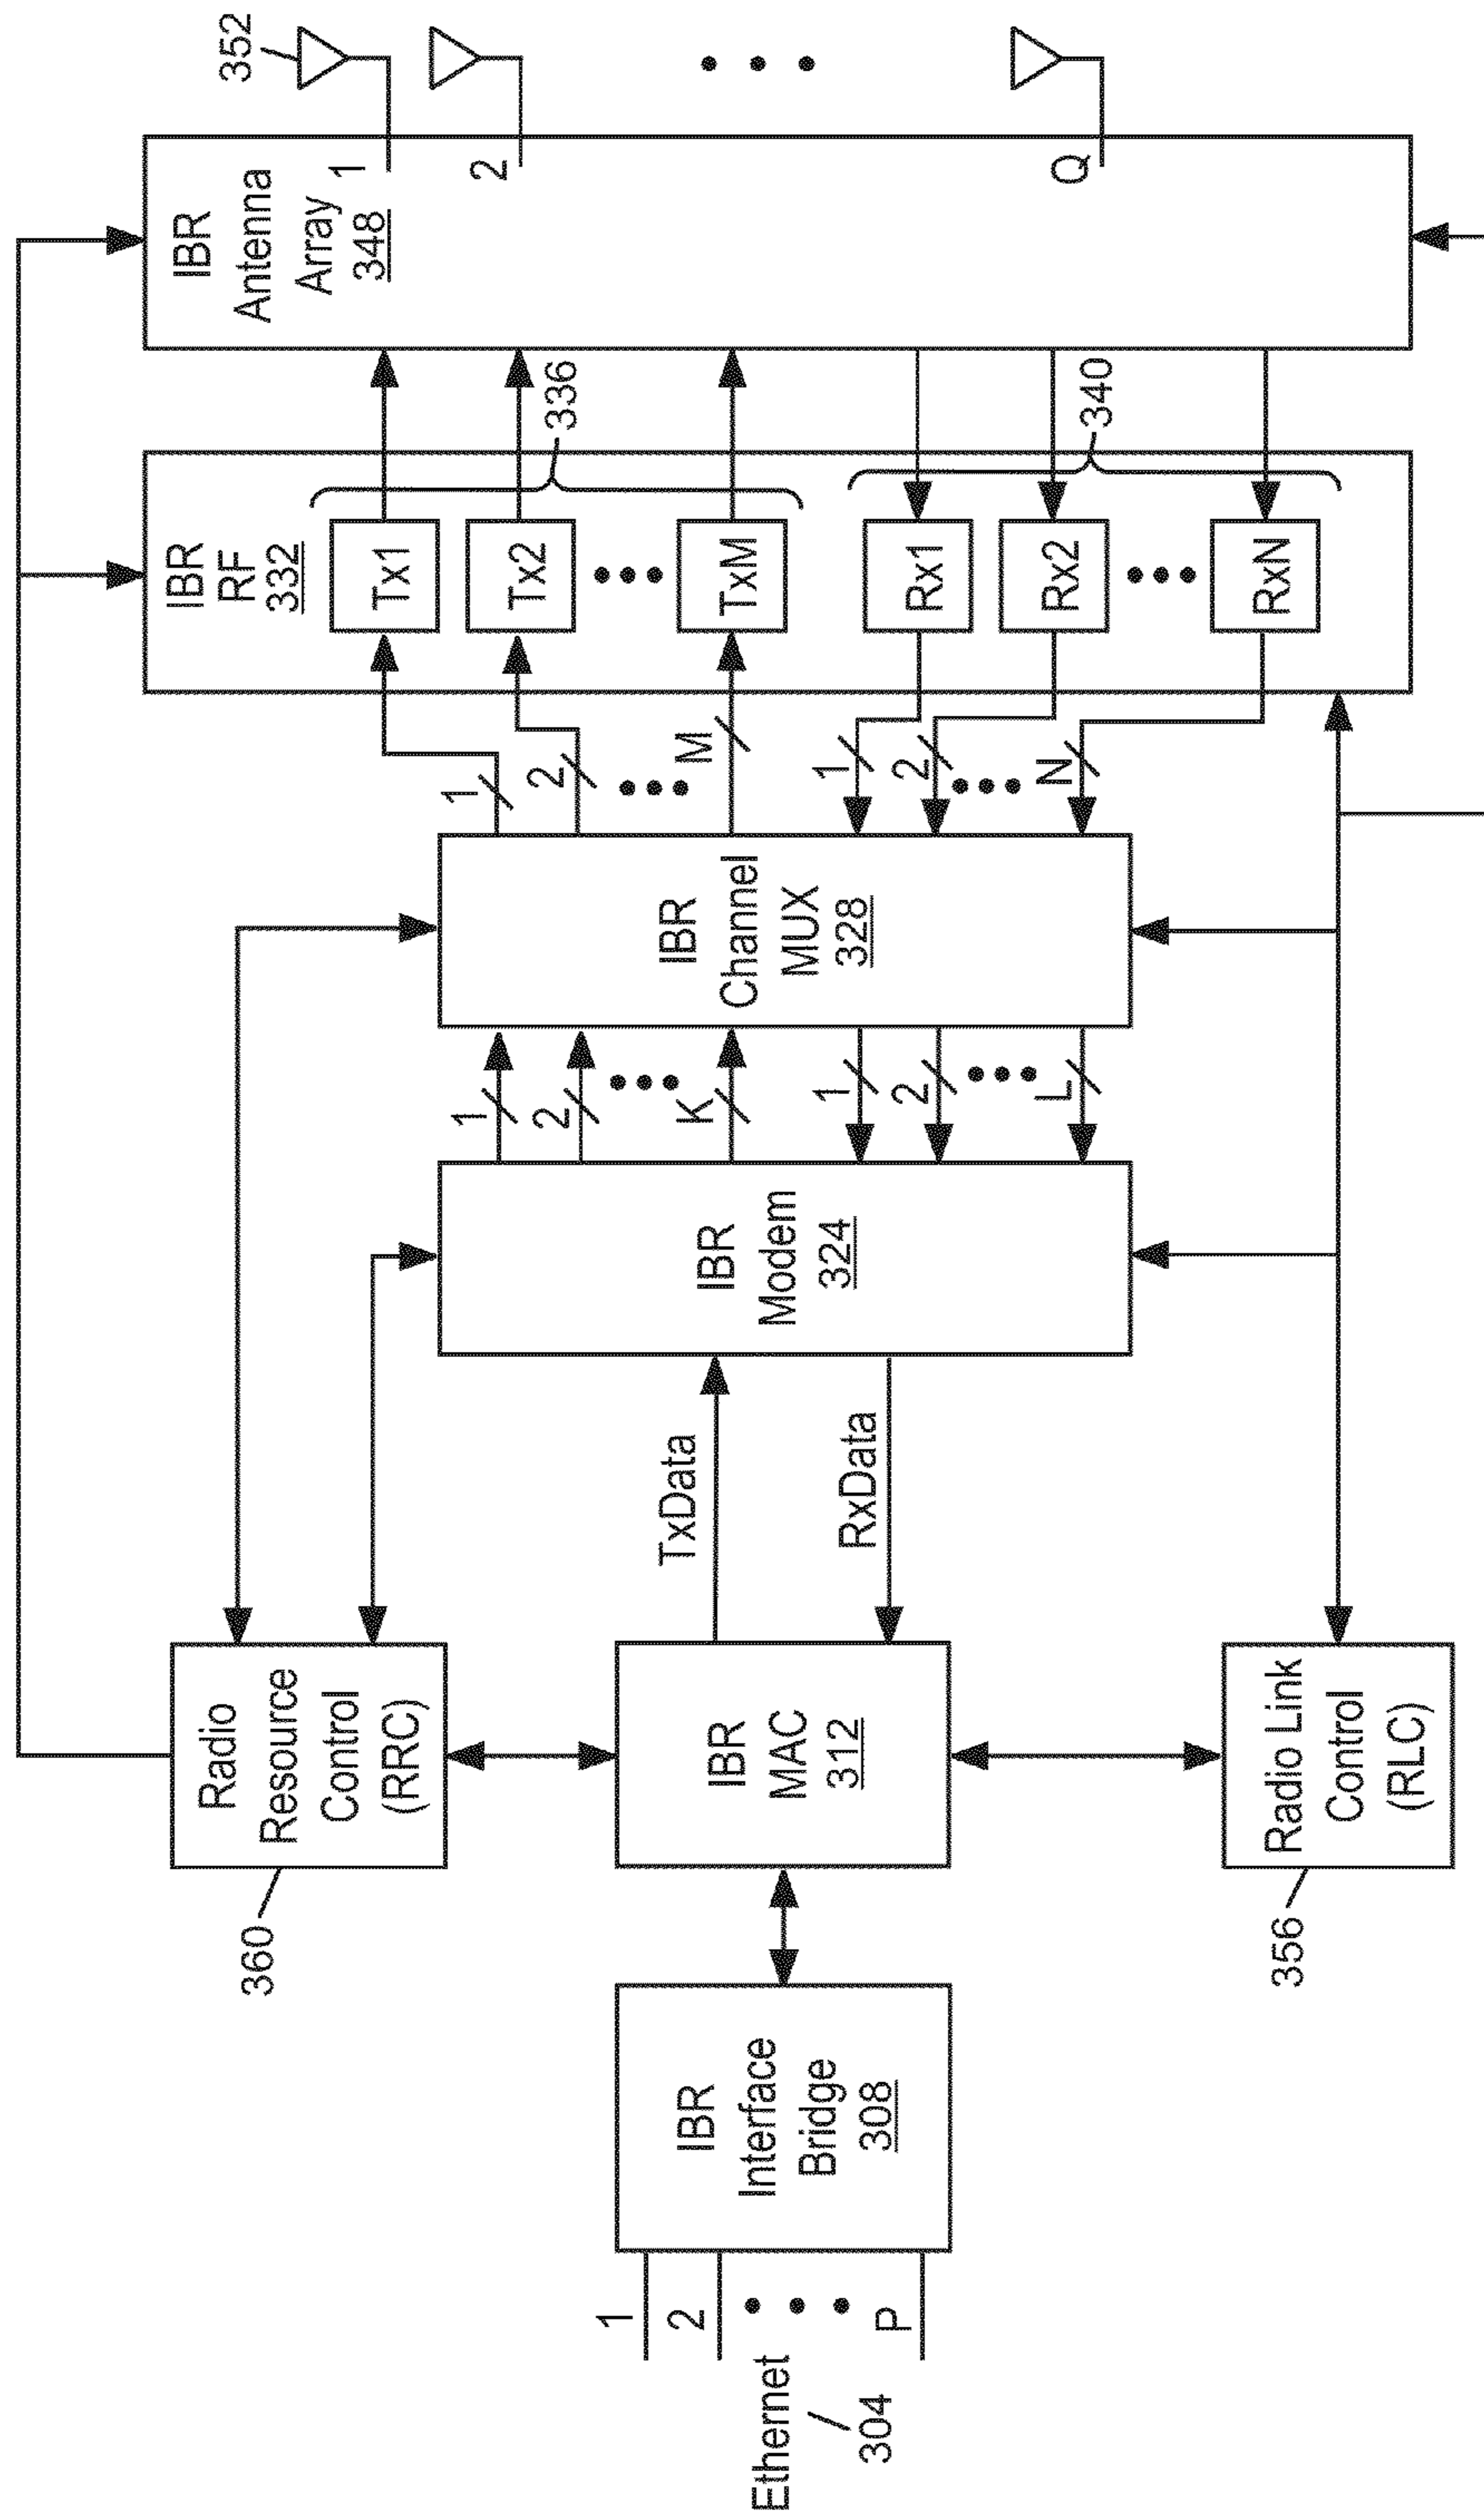 Ethernet
304
1
2
P
IBR
Interface
Bridge
308
360
Radio
Resource
Control
(RRC)
IBR
MAC
312
356
Radio Link
Control
(RLC)
TxData
RxData
IBR
Modem
324
1
2
K
1
2
L
IBR
Channel
MUX
328
1
2
M
1
2
N
IBR
RF
332
Tx1
Tx2
TxM
336
Rx1
Rx2
RxN
340
IBR
Antenna
Array
348
1
2
Q
352